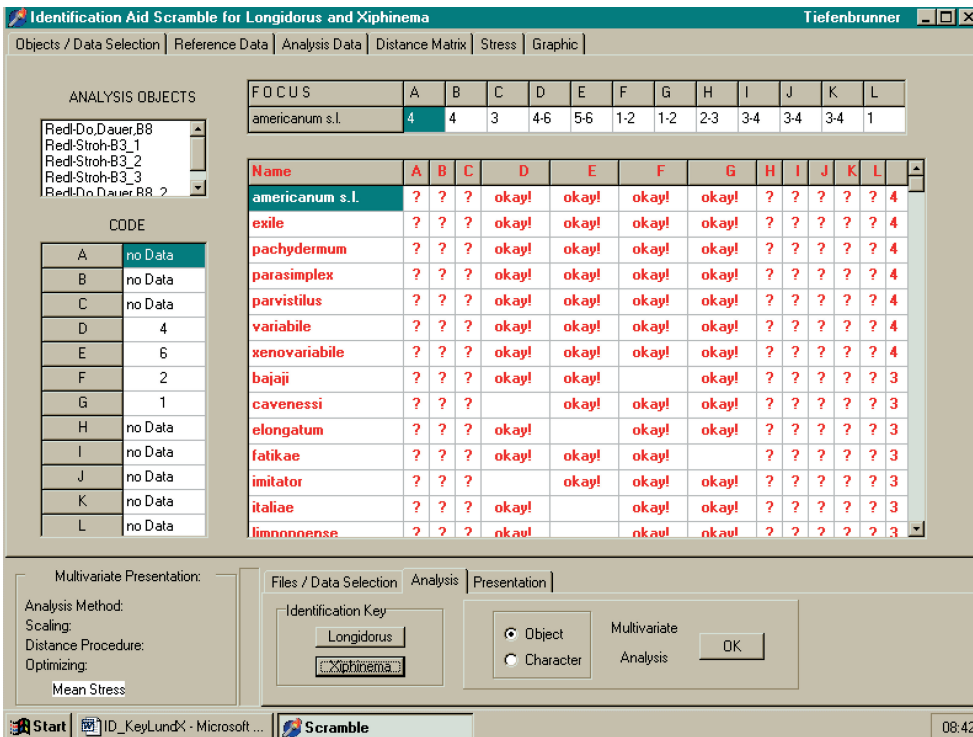 Identification Aid Scramble for Longidorus and Xiphinema Tiefenbrunner
Objects / Data Selection Reference Data Analysis Data Distance Matrix Stress Graphic
ANALYSIS OBJECTS
Redl-Do,Dauer,B8
Redl-Stroh-B3_1
Redl-Stroh-B3_2
Redl-Stroh-B3_3
Redl-Do,Dauer,B8_2
CODE
A no Data
B no Data
C no Data
D 4
E 6
F 2
G 1
H no Data
I no Data
J no Data
K no Data
L no Data
FOCUS A B C D E F G H I J K L
americanum s.l. 4 4 3 4-6 5-6 1-2 1-2 2-3 3-4 3-4 3-4 1
Name A B C D E F G H I J K L
americanum s.l. ? ? ? okay! okay! okay! okay! ? ? ? ? ? 4
exile ? ? ? okay! okay! okay! okay! ? ? ? ? ? 4
pachydermum ? ? ? okay! okay! okay! okay! ? ? ? ? ? 4
parasimplex ? ? ? okay! okay! okay! okay! ? ? ? ? ? 4
parvistilus ? ? ? okay! okay! okay! okay! ? ? ? ? ? 4
variabile ? ? ? okay! okay! okay! okay! ? ? ? ? ? 4
xenovariabile ? ? ? okay! okay! okay! okay! ? ? ? ? ? 4
bajaji ? ? ? okay! okay! okay! ? ? ? ? ? 3
cavenessi ? ? ? okay! okay! okay! ? ? ? ? ? 3
elongatum ? ? ? okay! okay! okay! ? ? ? ? ? 3
fatikae ? ? ? okay! okay! okay! ? ? ? ? ? 3
imitator ? ? ? okay! okay! okay! ? ? ? ? ? 3
italiae ? ? ? okay! okay! okay! ? ? ? ? ? 3
limpopoense ? ? ? okay! okay! okay! ? ? ? ? ? 3
Multivariate Presentation:
Analysis Method:
Scaling:
Distance Procedure:
Optimizing:
Mean Stress
Files / Data Selection Analysis Presentation
Identification Key
Longidorus
Xiphinema
Object
Character
Multivariate
Analysis
OK
Start ID_KeyLundX - Microsoft ... Scramble 08:42